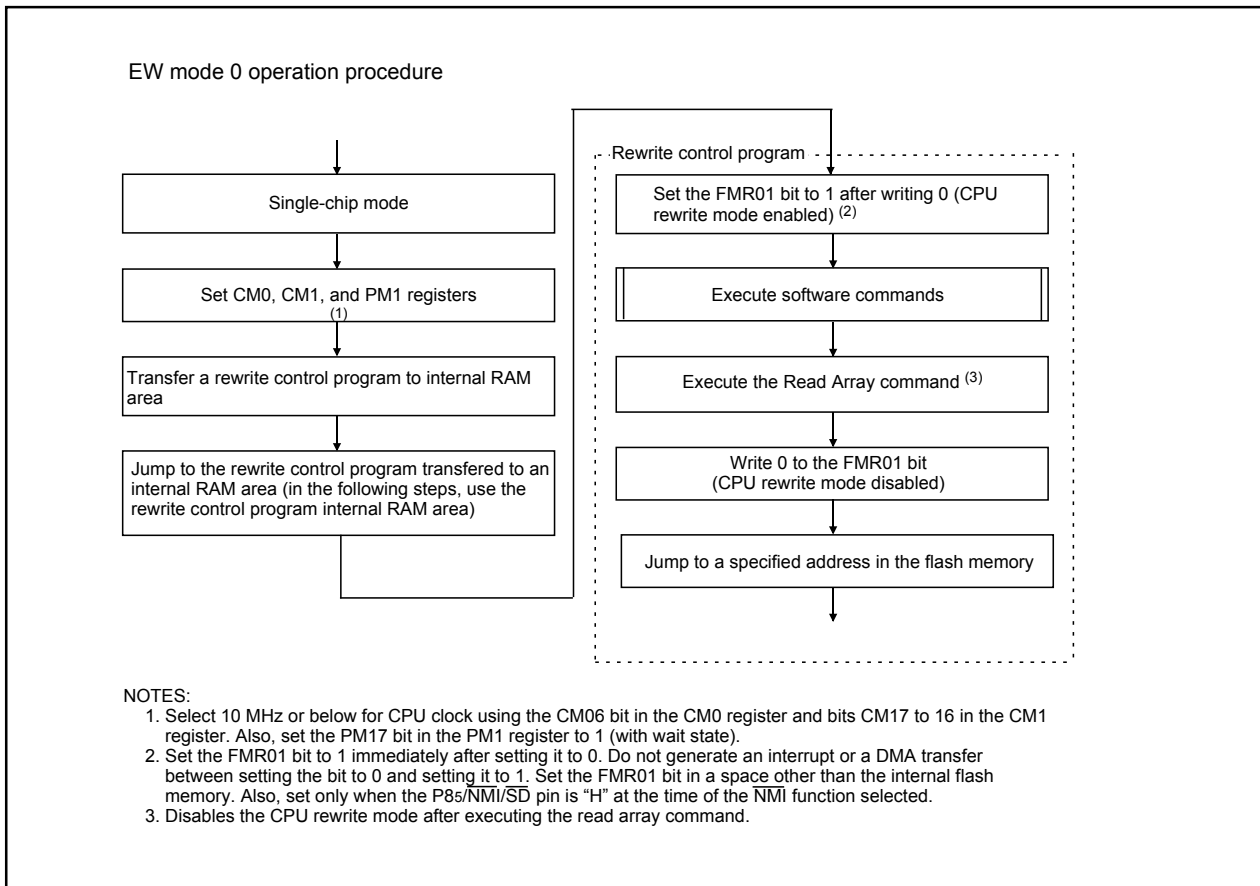 EW mode 0 operation procedure
Single-chip mode
Set CM0, CM1, and PM1 registers
(1)
Transfer a rewrite control program to internal RAM
area
Jump to the rewrite control program transfered to an
internal RAM area (in the following steps, use the
rewrite control program internal RAM area)
Rewrite control program
Set the FMR01 bit to 1 after writing 0 (CPU
rewrite mode enabled) (2)
Execute software commands
Execute the Read Array command (3)
Write 0 to the FMR01 bit
(CPU rewrite mode disabled)
Jump to a specified address in the flash memory
NOTES:
1. Select 10 MHz or below for CPU clock using the CM06 bit in the CM0 register and bits CM17 to 16 in the CM1
register. Also, set the PM17 bit in the PM1 register to 1 (with wait state).
2. Set the FMR01 bit to 1 immediately after setting it to 0. Do not generate an interrupt or a DMA transfer
between setting the bit to 0 and setting it to 1. Set the FMR01 bit in a space other than the internal flash
memory. Also, set only when the P85/NMI/SD pin is “H” at the time of the NMI function selected.
3. Disables the CPU rewrite mode after executing the read array command.